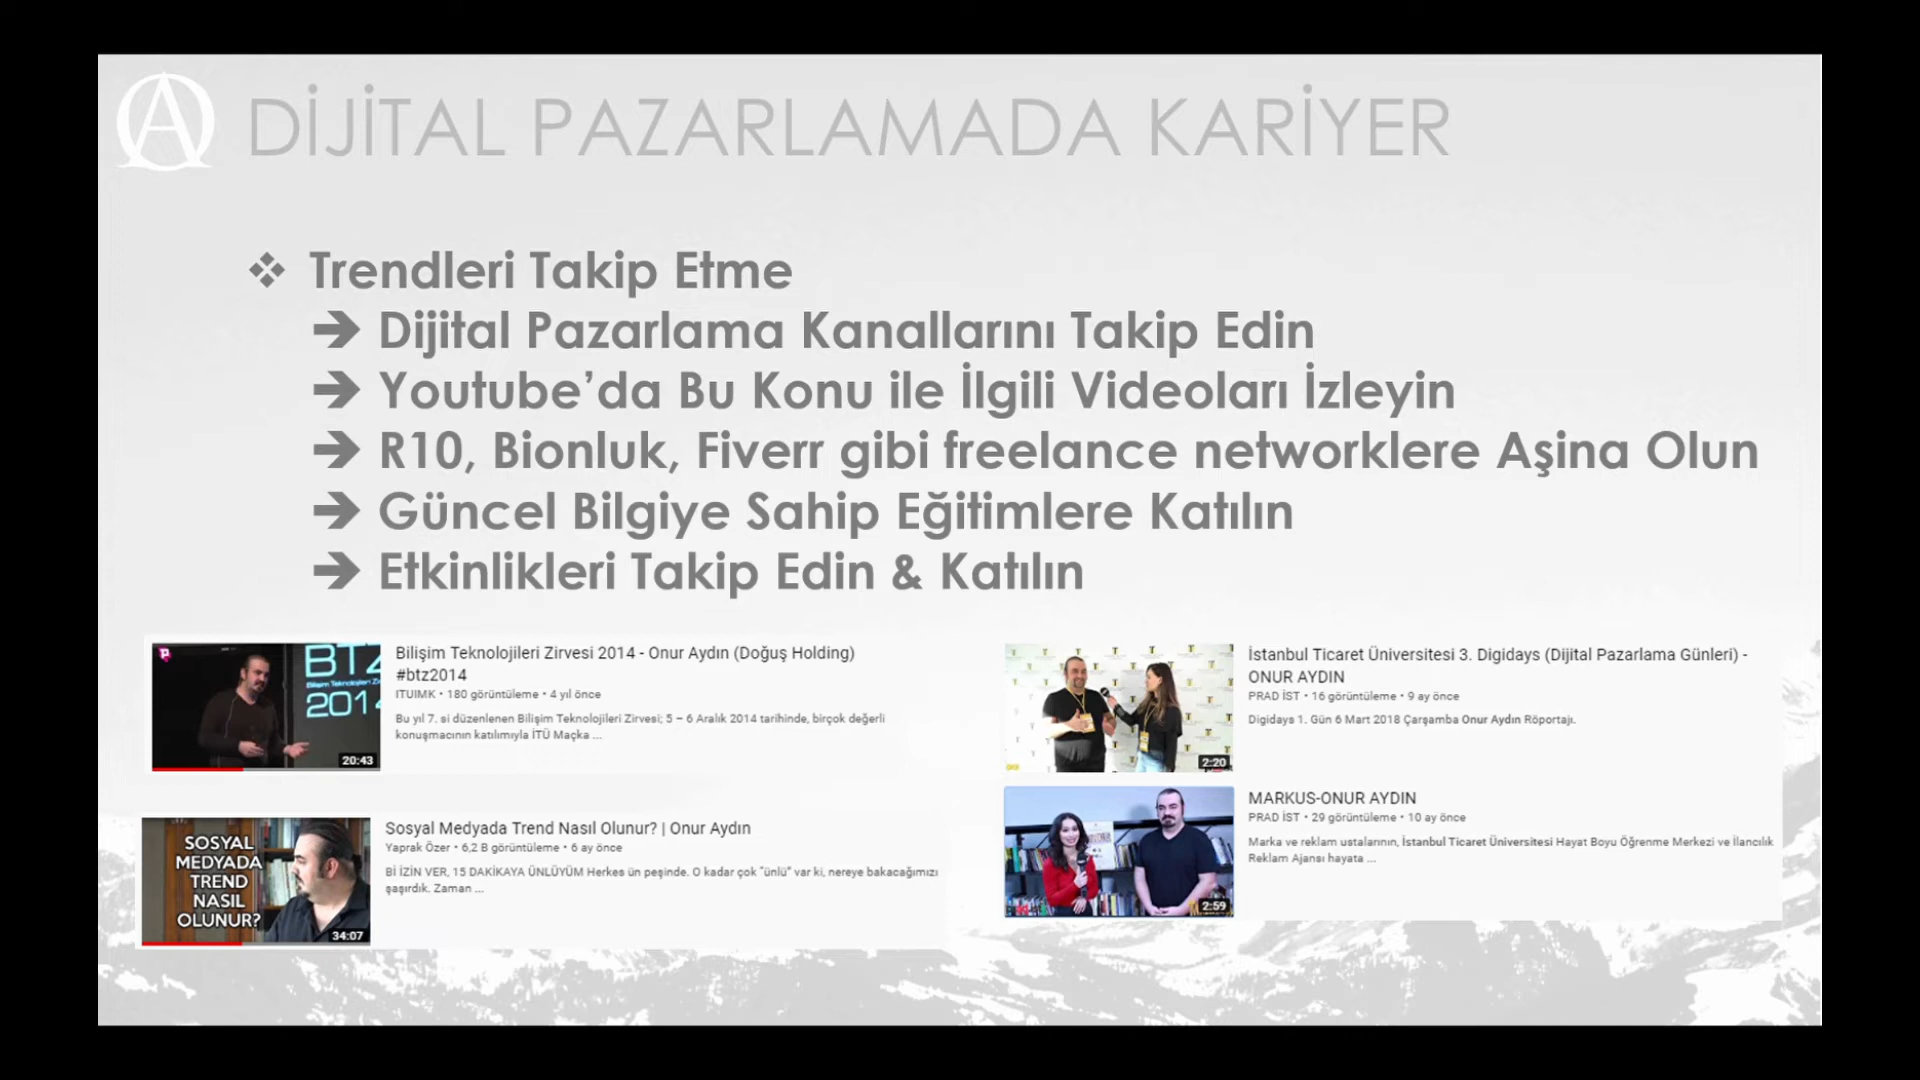 DİJİTAL PAZARLAMADA KARİYER
❖ Trendleri Takip Etme
➔ Dijital Pazarlama Kanallarını Takip Edin
➔ Youtube’da Bu Konu ile İlgili Videoları İzleyin
➔ R10, Bionluk, Fiverr gibi freelance networklere Aşina Olun
➔ Güncel Bilgiye Sahip Eğitimlere Katılın
➔ Etkinlikleri Takip Edin & Katılın
BTZ
2014
20:43
Bilişim Teknolojileri Zirvesi 2014 - Onur Aydın (Doğuş Holding)
#btz2014
ITUIMK • 180 görüntüleme • 4 yıl önce
Bu yıl 7. si düzenlenen Bilişim Teknolojileri Zirvesi; 5 – 6 Aralık 2014 tarihinde, birçok değerli
konuşmacının katılımıyla İTÜ Maçka ...
SOSYAL
MEDYADA
TREND
NASIL
OLUNUR?
34:07
Sosyal Medyada Trend Nasıl Olunur? | Onur Aydın
Yaprak Özer • 6,2 B görüntüleme • 6 ay önce
Bİ İZİN VER, 15 DAKİKAYA ÜNLÜYÜM Herkes ün peşinde. O kadar çok “ünlü” var ki, nereye bakacağımızı
şaşırdık. Zaman ...
2:20
İstanbul Ticaret Üniversitesi 3. Digidays (Dijital Pazarlama Günleri) -
ONUR AYDIN
PRAD İST • 16 görüntüleme • 9 ay önce
Digidays 1. Gün 6 Mart 2018 Çarşamba Onur Aydın Röportajı.
2:59
MARKUS-ONUR AYDIN
PRAD İST • 29 görüntüleme • 10 ay önce
Marka ve reklam ustalarının, İstanbul Ticaret Üniversitesi Hayat Boyu Öğrenme Merkezi ve İlancılık
Reklam Ajansı hayata ...